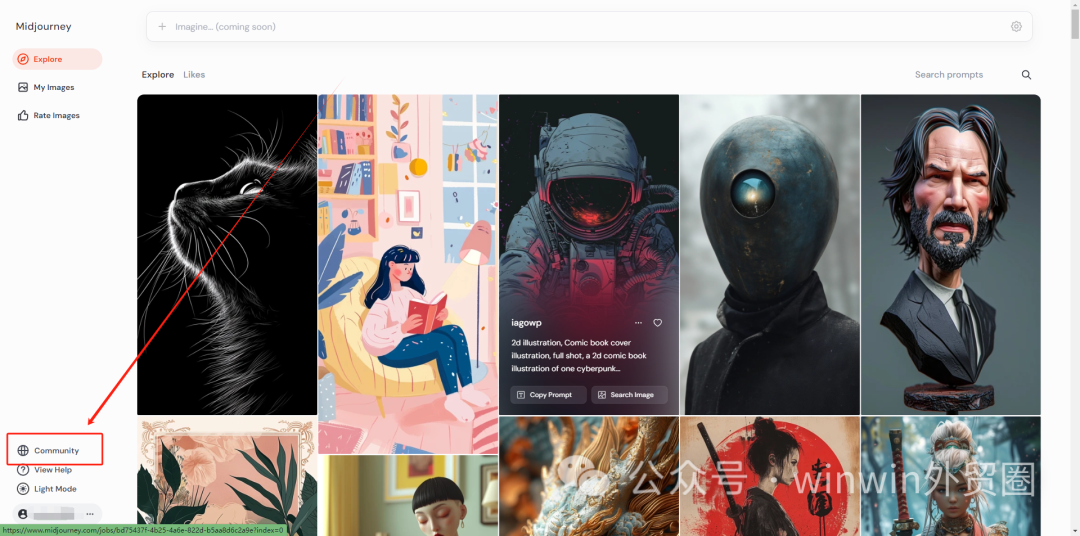 Midjourney
Imagine... (coming soon)
Explore
My Images
Rate Images
Explore Likes
Search prompts
iagowp
2d illustration, Comic book cover
illustration, full shot, a 2d comic book
illustration of one cyberpunk...
Copy Prompt
Search Image
Community
View Help
Light Mode
公众号 · winwin外贸圈
https://www.midjourney.com/jobs/bd75437f-4b25-4a6e-822d-b5aa8d6c2a9e?index=0